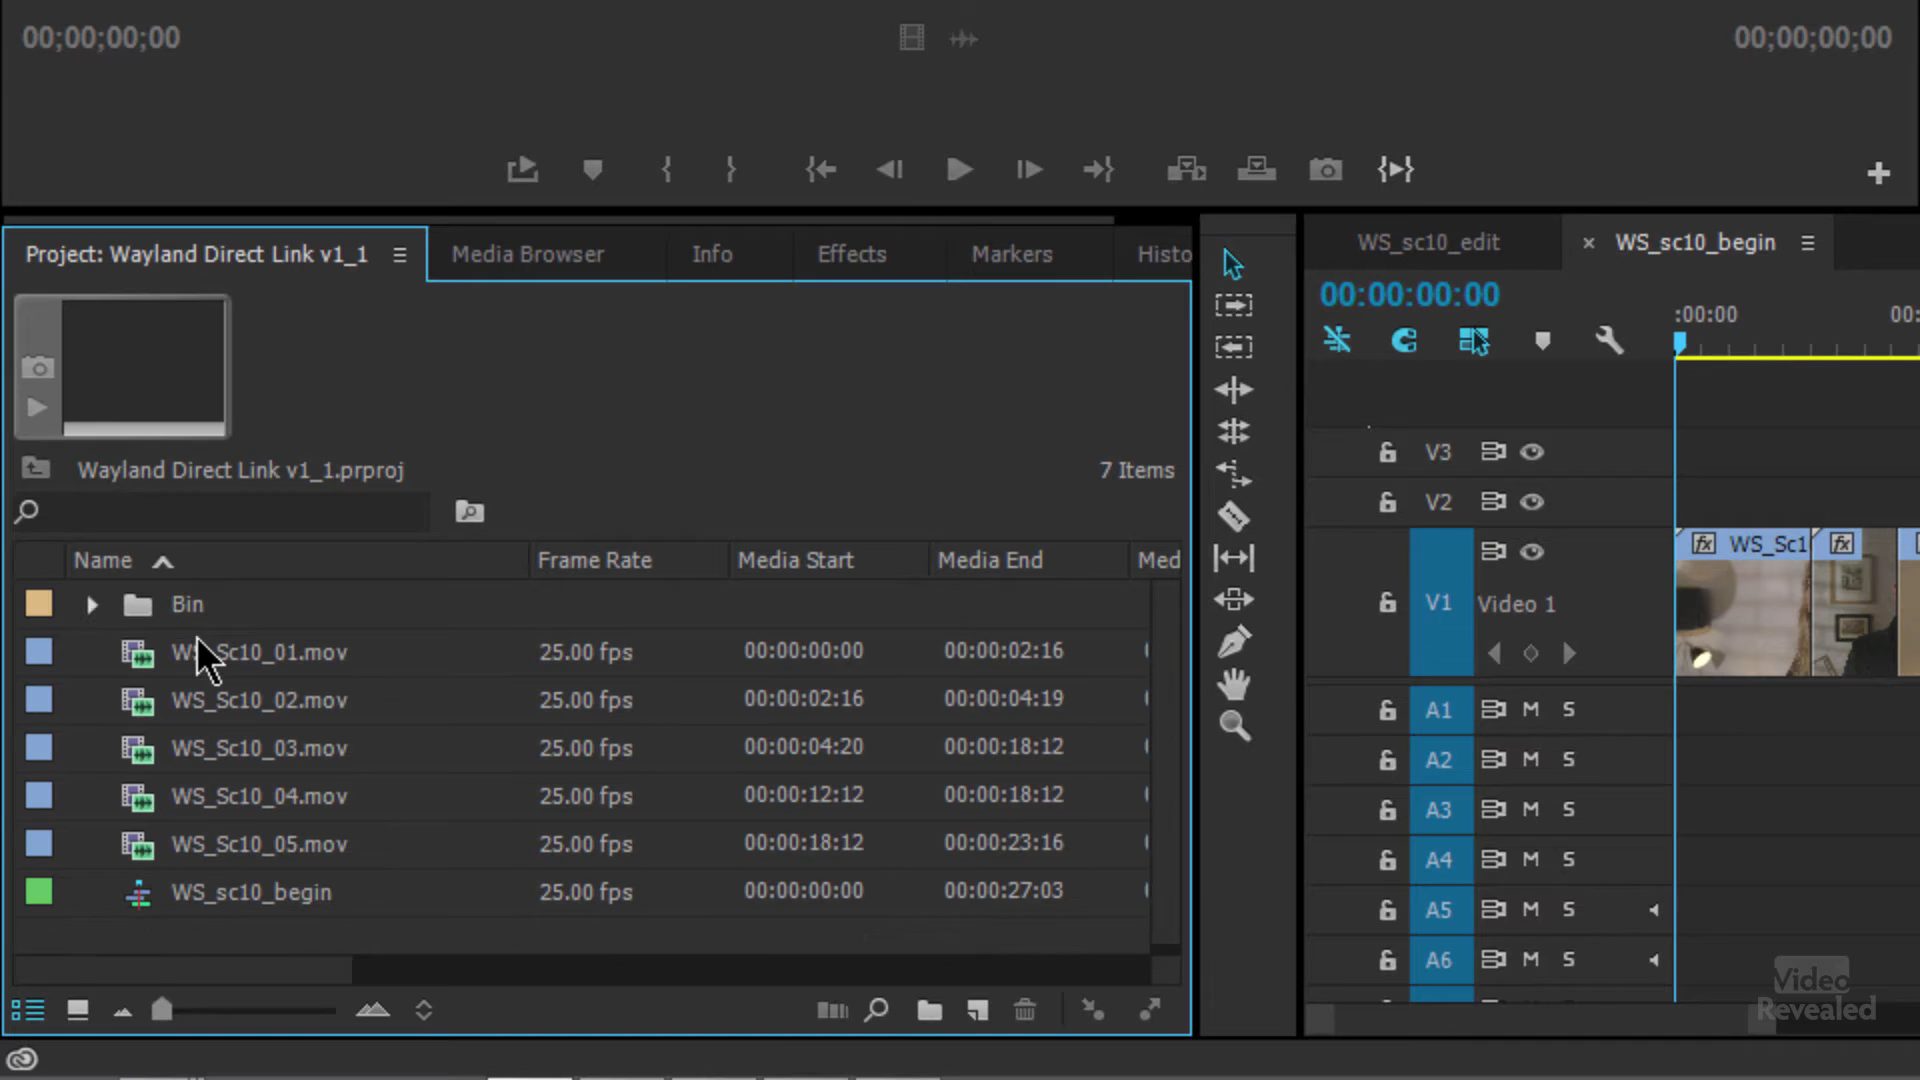 00;00;00;00
00;00;00;00
Project: Wayland Direct Link v1_1
Media Browser
Info
Effects
Markers
Histo
WS_sc10_edit
WS_sc10_begin
00:00:00:00
:00:00
00:
Wayland Direct Link v1_1.prproj
7 Items
Name
Frame Rate
Media Start
Media End
Med
Bin
WS_Sc10_01.mov 25.00 fps 00:00:00:00 00:00:02:16
WS_Sc10_02.mov 25.00 fps 00:00:02:16 00:00:04:19
WS_Sc10_03.mov 25.00 fps 00:00:04:20 00:00:18:12
WS_Sc10_04.mov 25.00 fps 00:00:12:12 00:00:18:12
WS_Sc10_05.mov 25.00 fps 00:00:18:12 00:00:23:16
WS_sc10_begin 25.00 fps 00:00:00:00 00:00:27:03
V3
V2
fx WS_Sc1 fx
V1 Video 1
A1 M S
A2 M S
A3 M S
A4 M S
A5 M S
A6 M S
Video
Revealed